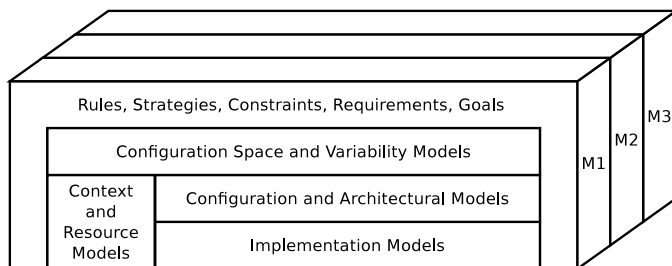 Rules, Strategies, Constraints, Requirements, Goals
Configuration Space and Variability Models
Context
and
Resource
Models
Configuration and Architectural Models
Implementation Models
M1
M2
M3